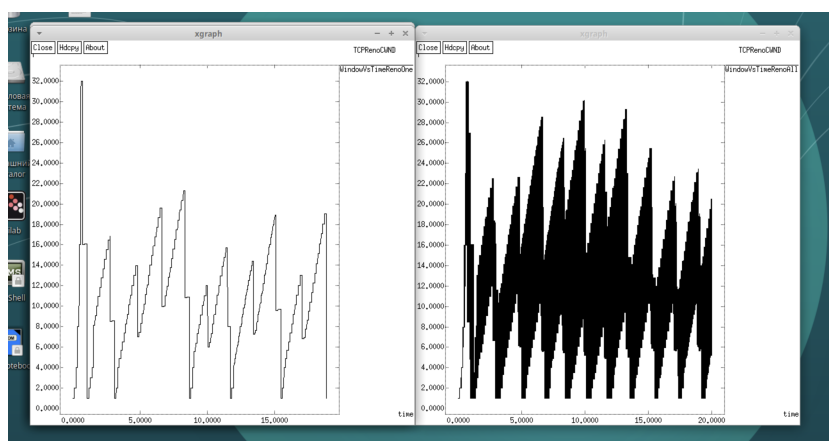 xgraph
Close Hdcpy About
TCPRenoCWND
WindowVsTimeRenoOne
32.0000
30.0000
28.0000
26.0000
24.0000
22.0000
20.0000
18.0000
16.0000
14.0000
12.0000
10.0000
8.0000
6.0000
4.0000
2.0000
0.0000
0.0000 5.0000 10.0000 15.0000
time
xgraph
Close Hdcpy About
TCPRenoCWND
WindowVsTimeRenoAll
32.0000
30.0000
28.0000
26.0000
24.0000
22.0000
20.0000
18.0000
16.0000
14.0000
12.0000
10.0000
8.0000
6.0000
4.0000
2.0000
0.0000
0.0000 5.0000 10.0000 15.0000 20.0000
time